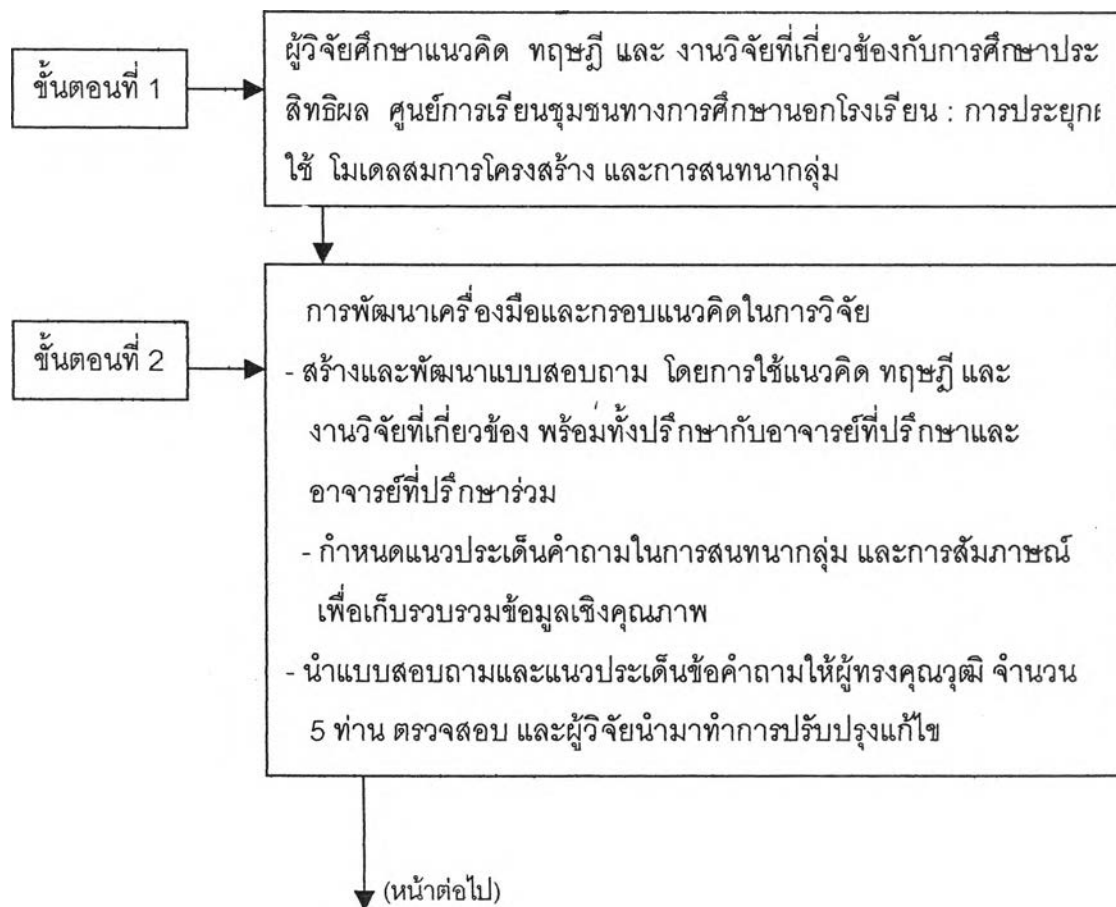 ขั้นตอนที่ 1
ผู้วิจัยศึกษาแนวคิด ทฤษฎี และ งานวิจัยที่เกี่ยวข้องกับการศึกษาประ
สิทธิผล ศูนย์การเรียนชุมชนทางการศึกษานอกโรงเรียน : การประยุกต
ใช้ โมเดลสมการโครงสร้าง และการสนทนากลุ่ม
ขั้นตอนที่ 2
การพัฒนาเครื่องมือและกรอบแนวคิดในการวิจัย
- สร้างและพัฒนาแบบสอบถาม โดยการใช้แนวคิด ทฤษฎี และ
งานวิจัยที่เกี่ยวข้อง พร้อมทั้งปรึกษากับอาจารย์ที่ปรึกษาและ
อาจารย์ที่ปรึกษาร่วม
- กำหนดแนวประเด็นคำถามในการสนทนากลุ่ม และการสัมภาษณ์
เพื่อเก็บรวบรวมข้อมูลเชิงคุณภาพ
- นำแบบสอบถามและแนวประเด็นข้อคำถามให้ผู้ทรงคุณวุฒิ จำนวน
5 ท่าน ตรวจสอบ และผู้วิจัยนำมาทำการปรับปรุงแก้ไข
(หน้าต่อไป)